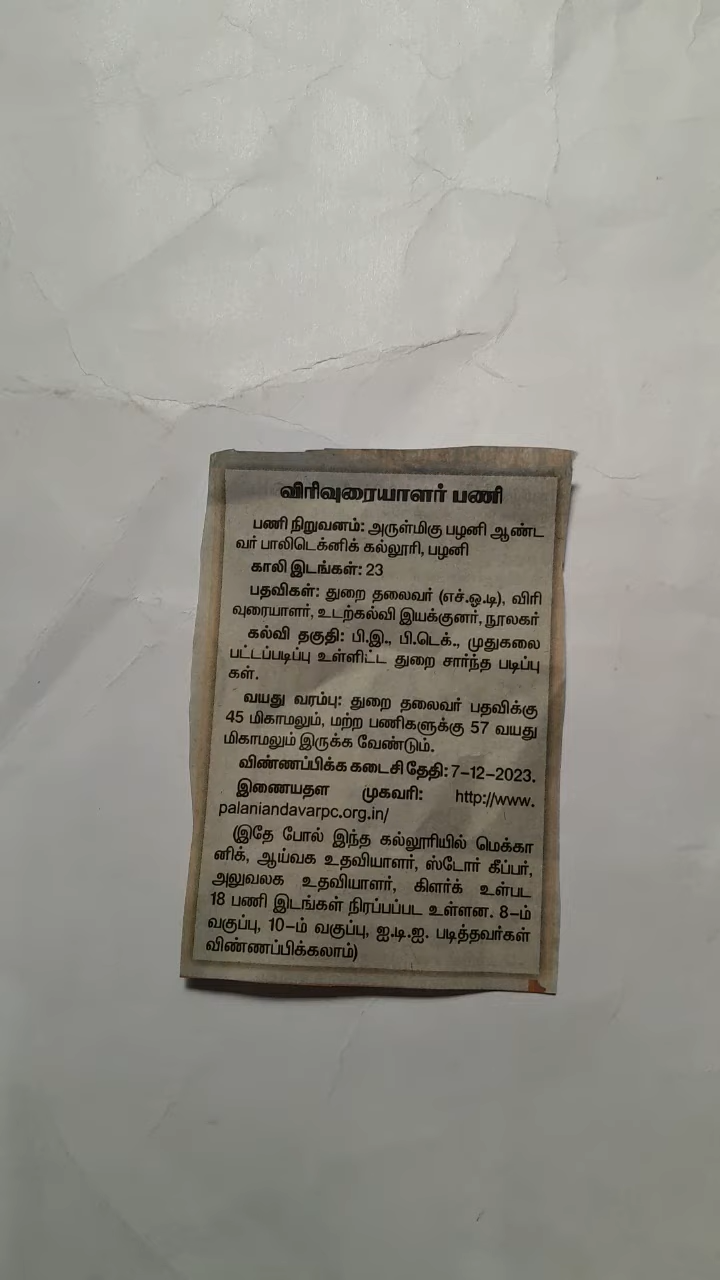 விரிவுரையாளர் பணி
பணி நிறுவனம்: அருள்மிகு பழனி ஆண்ட
வர் பாலிடெக்னிக் கல்லூரி, பழனி
காலி இடங்கள்: 23
பதவிகள்: துறை தலைவர் (எச்.ஓ.டி), விரி
வுரையாளர், உடற்கல்வி இயக்குனர், நூலகர்
கல்வி தகுதி: பி.இ., பி.டெக்., முதுகலை
பட்டப்படிப்பு உள்ளிட்ட துறை சார்ந்த படிப்பு
கள்.
வயது வரம்பு: துறை தலைவர் பதவிக்கு
45 மிகாமலும், மற்ற பணிகளுக்கு 57 வயது
மிகாமலும் இருக்க வேண்டும்.
விண்ணப்பிக்க கடைசி தேதி: 7-12-2023.
இணையதள முகவரி: http://www.
palaniandavarpc.org.in/
(இதே போல் இந்த கல்லூரியில் மெக்கா
னிக், ஆய்வக உதவியாளர், ஸ்டோர் கீப்பர்,
அலுவலக உதவியாளர், கிளர்க் உள்பட
18 பணி இடங்கள் நிரப்பப்பட உள்ளன. 8-ம்
வகுப்பு, 10-ம் வகுப்பு, ஐ.டி.ஐ. படித்தவர்கள்
விண்ணப்பிக்கலாம்)